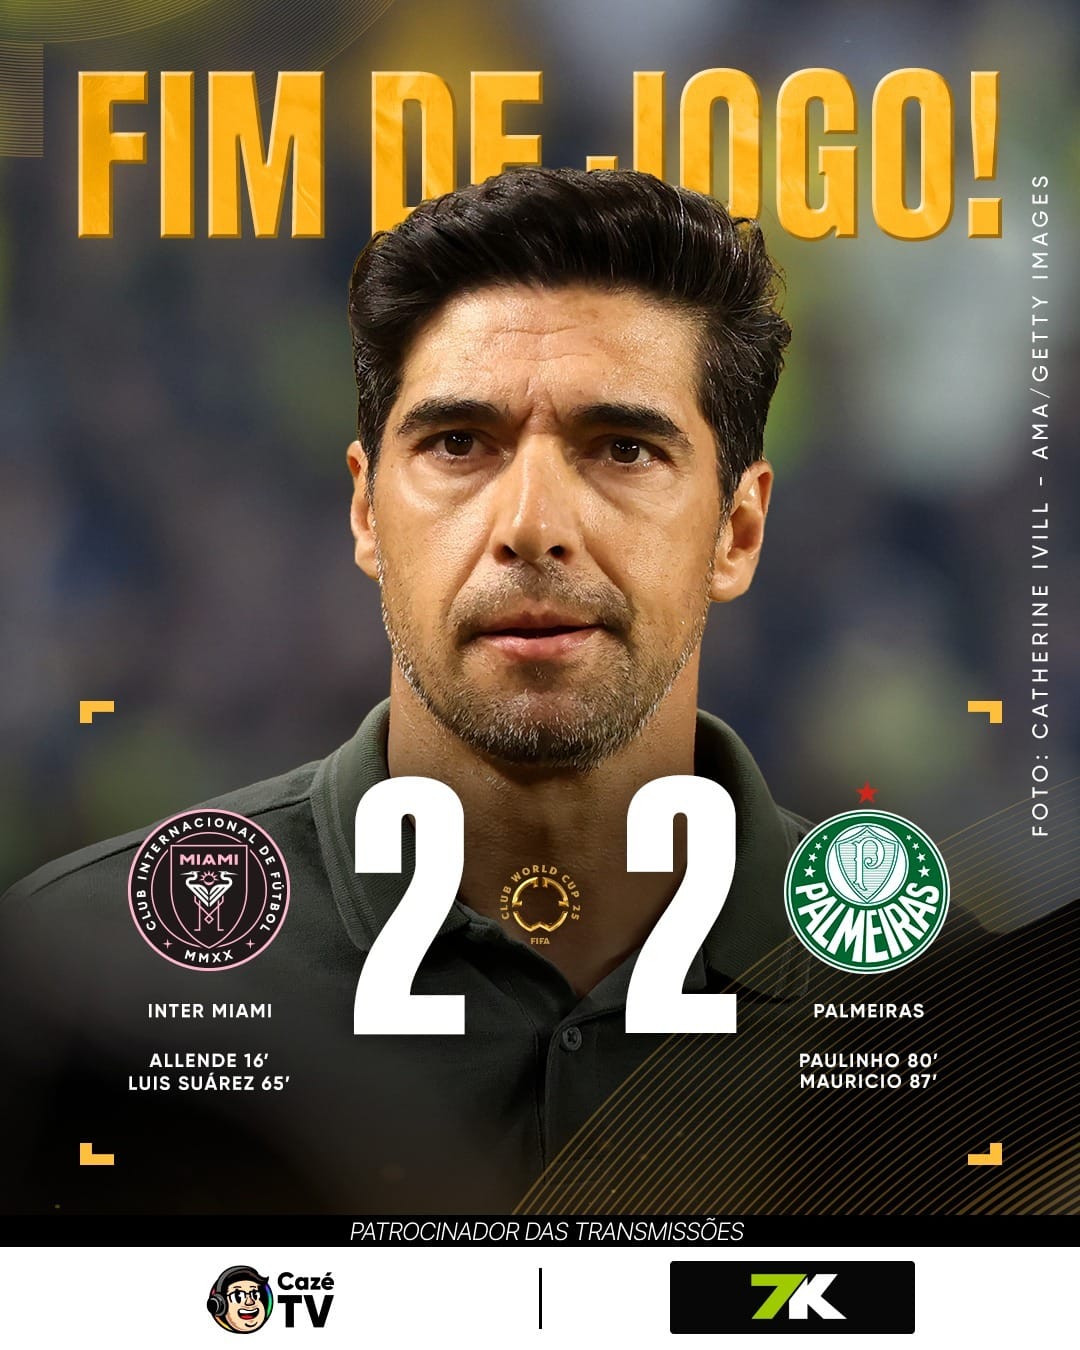 FIM DE JOGO!
FOTO: CATHERINE IVILL - AMA/GETTY IMAGES
2 2
CLUB INTERNACIONAL DE FÚTBOL
MIAMI
MMXX
CLUB WORLD CUP 25
FIFA
P
PALMEIRAS
INTER MIAMI
PALMEIRAS
ALLENDE 16’
LUIS SUÁREZ 65’
PAULINHO 80’
MAURICIO 87’
PATROCINADOR DAS TRANSMISSÕES
Cazé
TV
7K